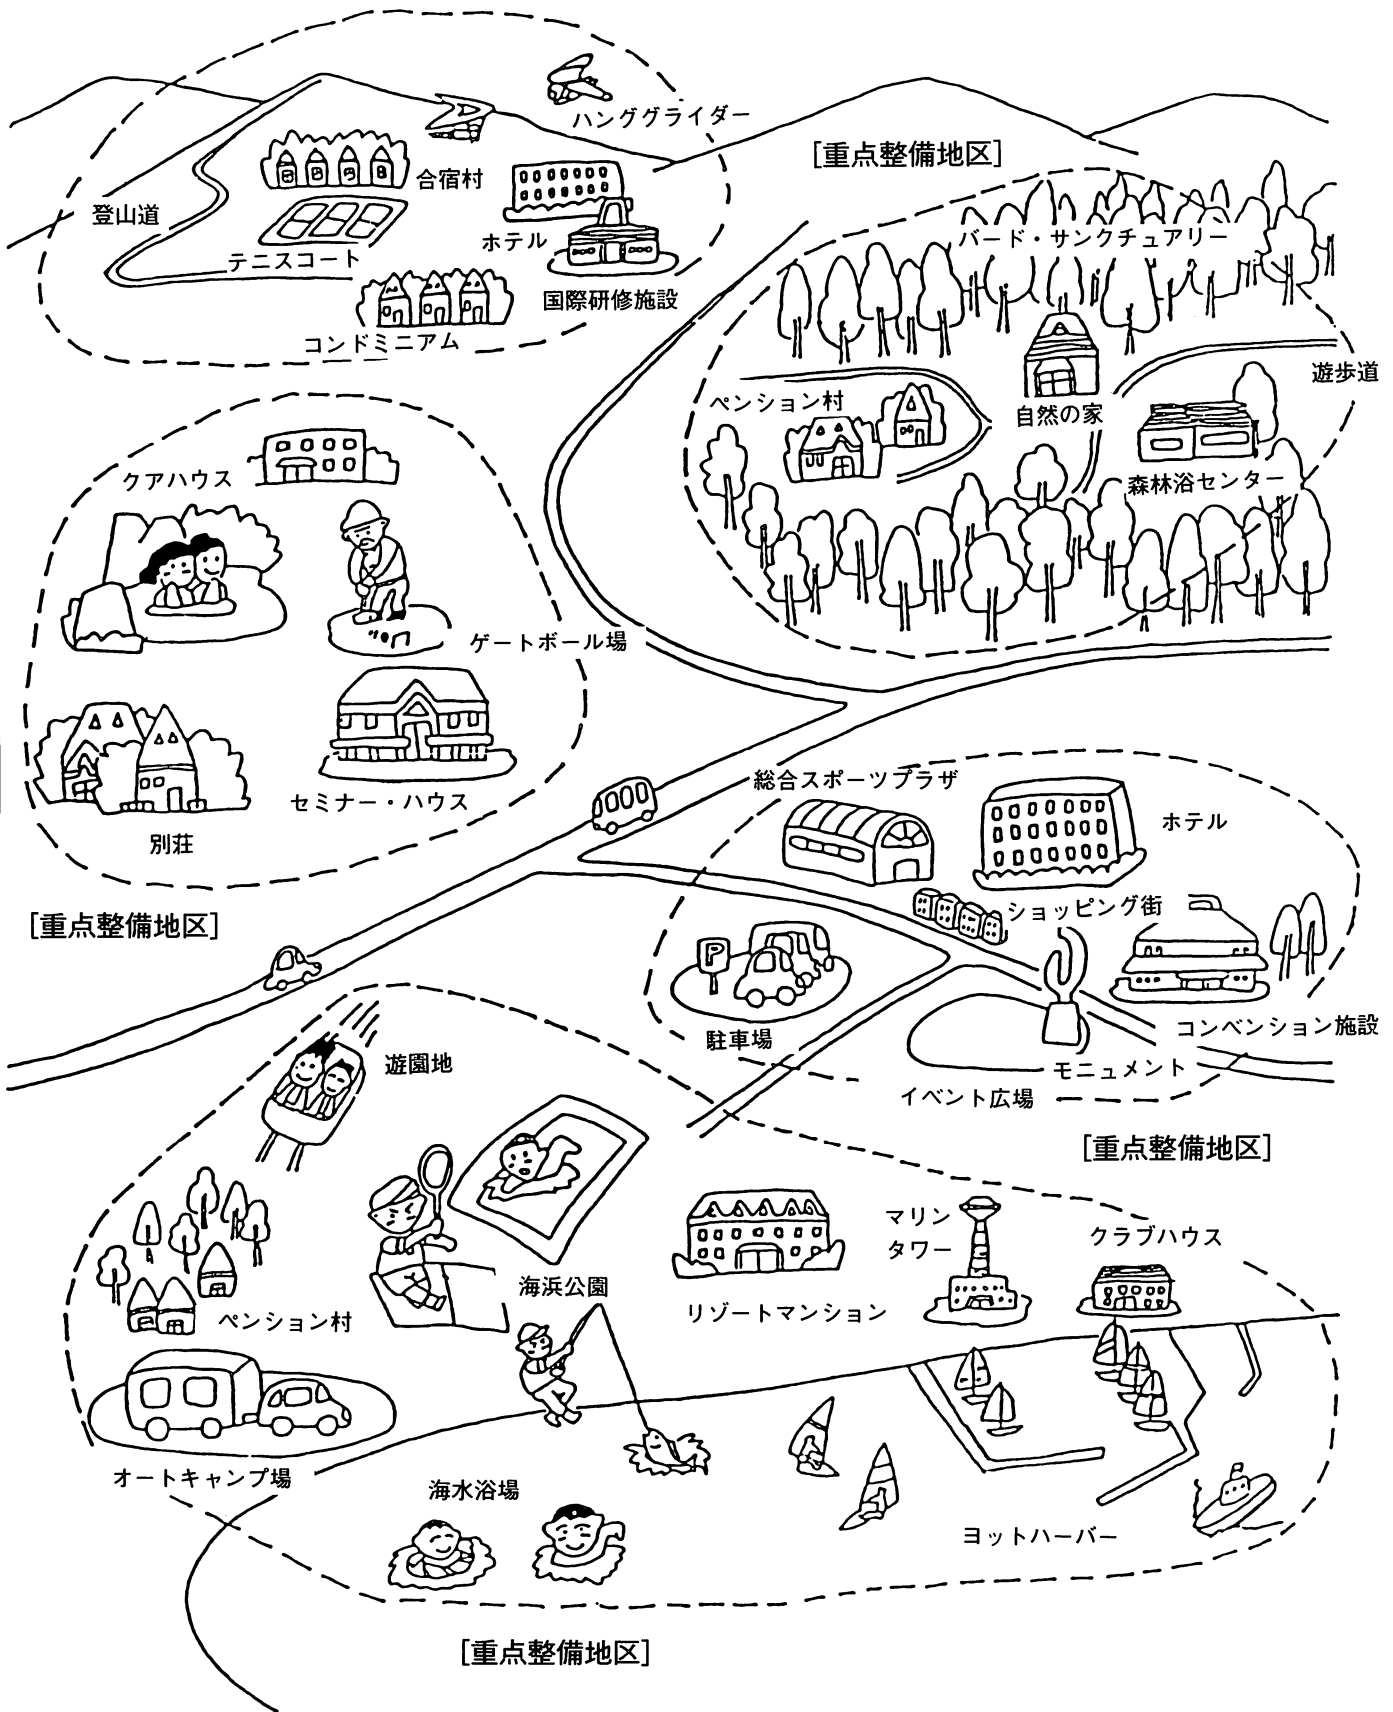 ハンググライダー
[重点整備地区]
合宿村
登山道
ホテル
テニスコート
国際研修施設
コンドミニアム
バード・サンクチュアリー
遊歩道
ペンション村
自然の家
森林浴センター
クアハウス
ゲートボール場
セミナー・ハウス
別荘
[重点整備地区]
総合スポーツプラザ
ホテル
ショッピング街
P
駐車場
コンベンション施設
モニュメント
イベント広場
[重点整備地区]
遊園地
マリン
タワー
クラブハウス
海浜公園
リゾートマンション
ペンション村
オートキャンプ場
海水浴場
ヨットハーバー
[重点整備地区]